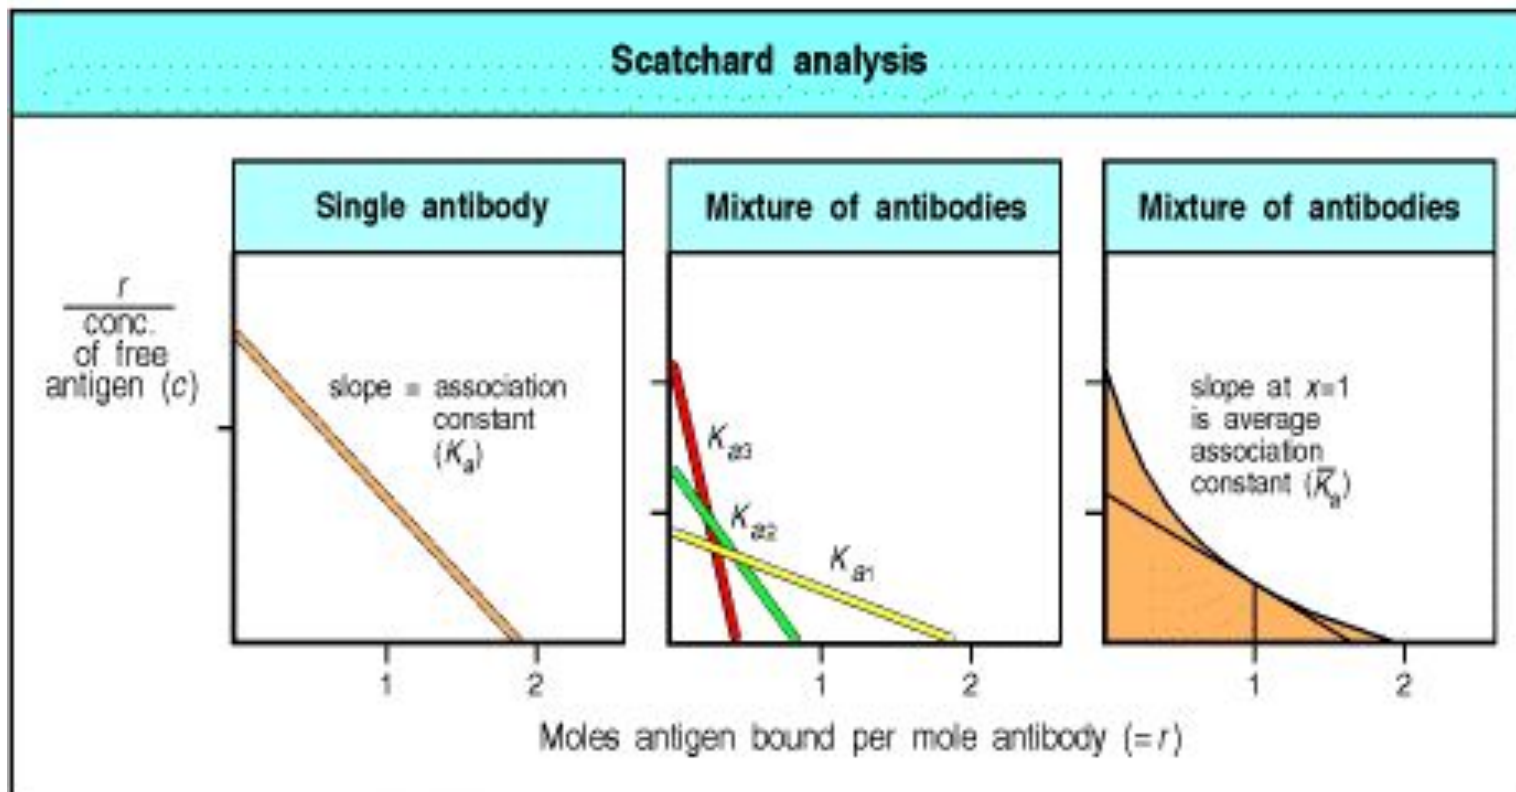 Scatchard analysis
Single antibody
Mixture of antibodies
Mixture of antibodies
r
conc.
of free
antigen (c)
slope = association
constant
(Ka)
Ka3
Ka2
Ka1
slope at x=1
is average
association
constant (K̅a)
1
2
1
2
1
2
Moles antigen bound per mole antibody (=r)